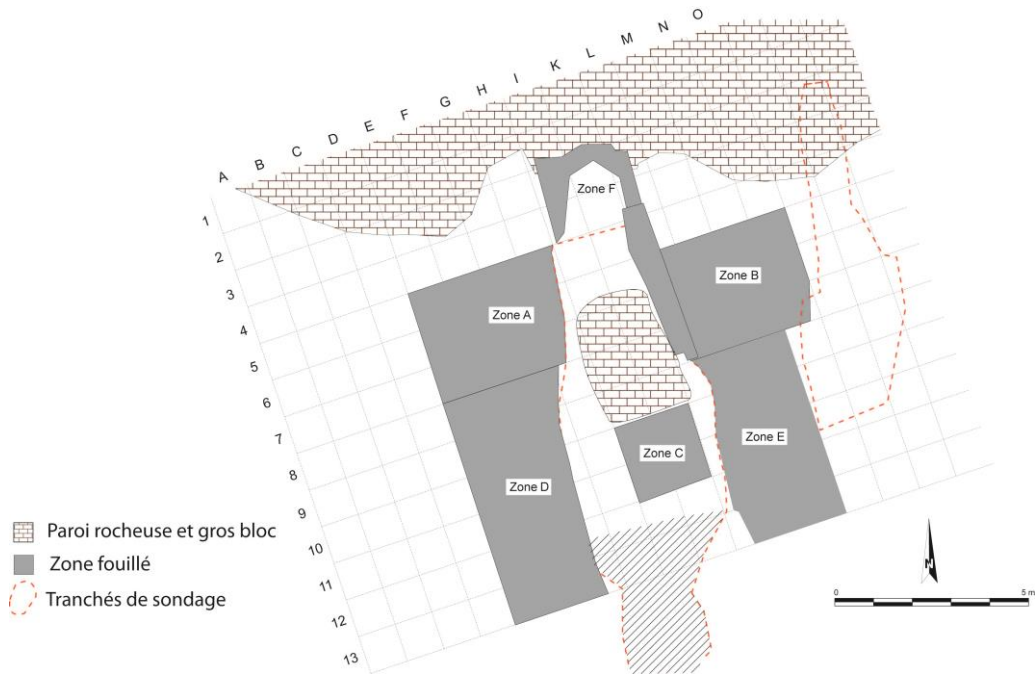 A B C D E F G H I K L M N O
1
2
3
4
5
6
7
8
9
10
11
12
13
Zone F
Zone B
Zone A
Zone C
Zone E
Zone D
Paroi rocheuse et gros bloc
Zone fouillé
Tranchés de sondage
N
0 5 m